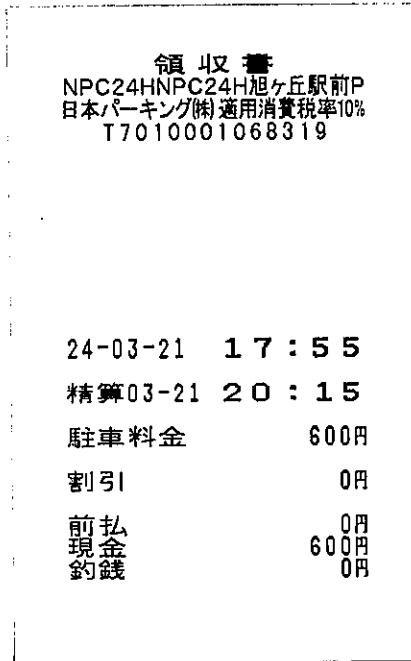 領収書
NPC24HNPC24H旭ヶ丘駅前P
日本パーキング㈱適用消費税率10%
T7010001068319
24-03-21 17:55
精算03-21 20:15
駐車料金 600円
割引 0円
前払 0円
現金 600円
釣銭 0円